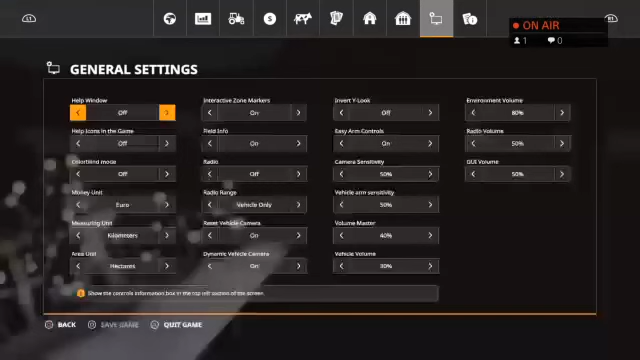 L1
R1
ON AIR
1 0
GENERAL SETTINGS
Help Window
Off
Help Icons in the Game
Off
Colorblind mode
Off
Money Unit
Euro
Measuring Unit
Kilometers
Area Unit
Hectares
Interactive Zone Markers
On
Field Info
On
Radio
Off
Radio Range
Vehicle Only
Reset Vehicle Camera
On
Dynamic Vehicle Camera
On
Invert Y-Look
Off
Easy Arm Controls
On
Camera Sensitivity
50%
Vehicle arm sensitivity
50%
Volume Master
40%
Vehicle Volume
Environment Volume
Radio Volume
50%
GUI Volume
50%
Show the controls information box in the top left section of the screen.
BACK
SAVE GAME
QUIT GAME